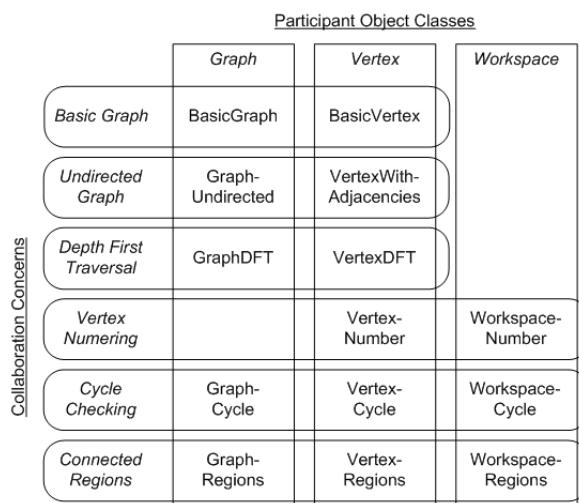 Participant Object Classes
Graph Vertex Workspace
Basic Graph BasicGraph BasicVertex
Undirected Graph- VertexWith-
Graph Undirected Adjacencies
Depth First
Traversal GraphDFT VertexDFT
Vertex Vertex- Workspace-
Numering Number Number
Cycle Graph- Vertex- Workspace-
Checking Cycle Cycle Cycle
Connected Graph- Vertex- Workspace-
Regions Regions Regions Regions
Collaboration Concerns